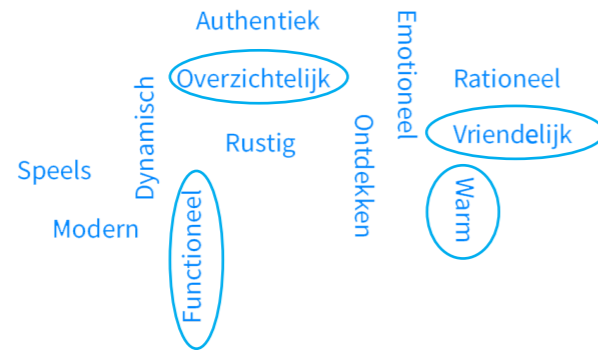 Authentiek
Emotioneel
Overzichtelijk
Rationeel
Dynamisch
Rustig
Ontdekken
Vriendelijk
Speels
Warm
Modern
Functioneel